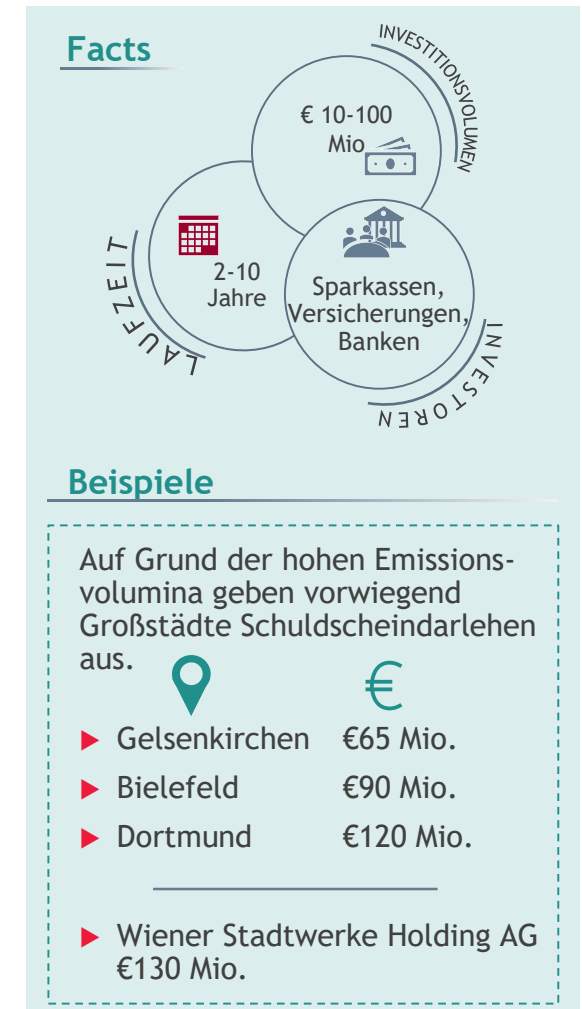 Facts
INVESTITIONSVOLUMEN
€ 10-100
Mio
LAUFZEIT
2-10
Jahre
Sparkassen,
Versicherungen,
Banken
INVESTOREN
Beispiele
Auf Grund der hohen Emissions-
volumina geben vorwiegend
Großstädte Schuldscheindarlehen
aus.
€
Gelsenkirchen €65 Mio.
Bielefeld €90 Mio.
Dortmund €120 Mio.
Wiener Stadtwerke Holding AG
€130 Mio.